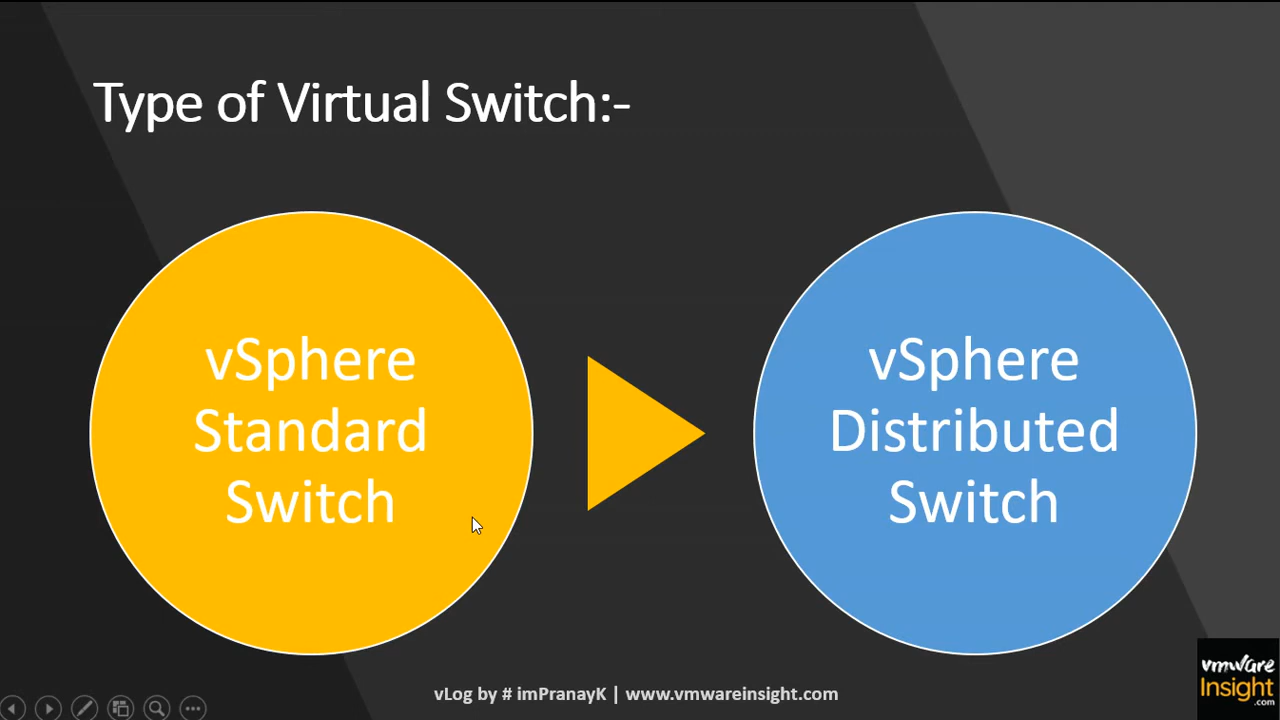 Type of Virtual Switch:-
vSphere
Standard
Switch
vSphere
Distributed
Switch
vLog by # imPranayK | www.vmwareinsight.com
vmware
Insight
.com